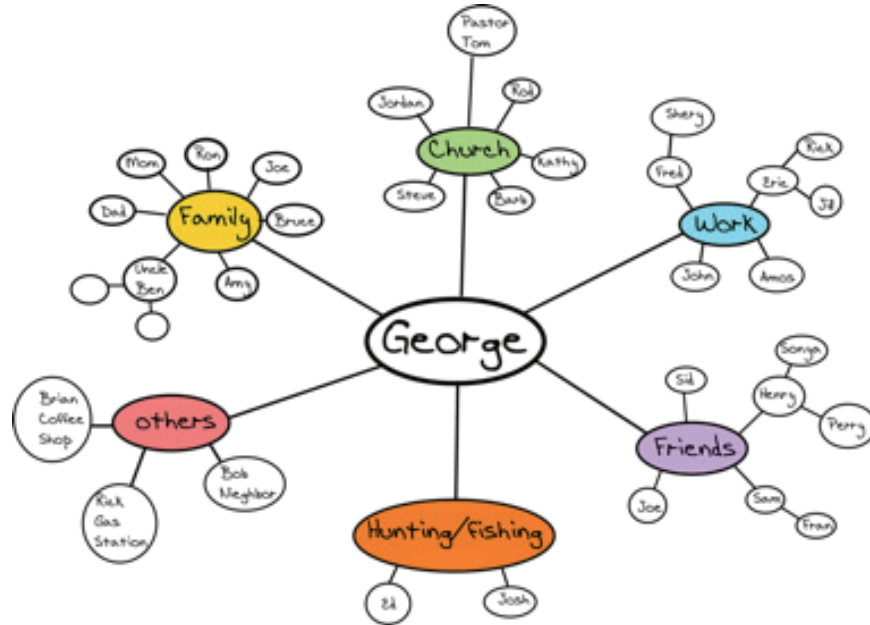 Pastor
Tom
Jordan
Rod
Church
Kathy
Steve
Barb
Shery
Fred
Rick
Eric
Jill
Work
John
Amos
Mom
Ron
Joe
Dad
Family
Bruce
Uncle
Ben
Amy
George
Brian
Coffee
Shop
others
Rick
Gas
Station
Bob
Nieghbor
Hunting/fishing
Ed
Josh
Sid
Sonya
Henry
Perry
Friends
Joe
Sam
Fran